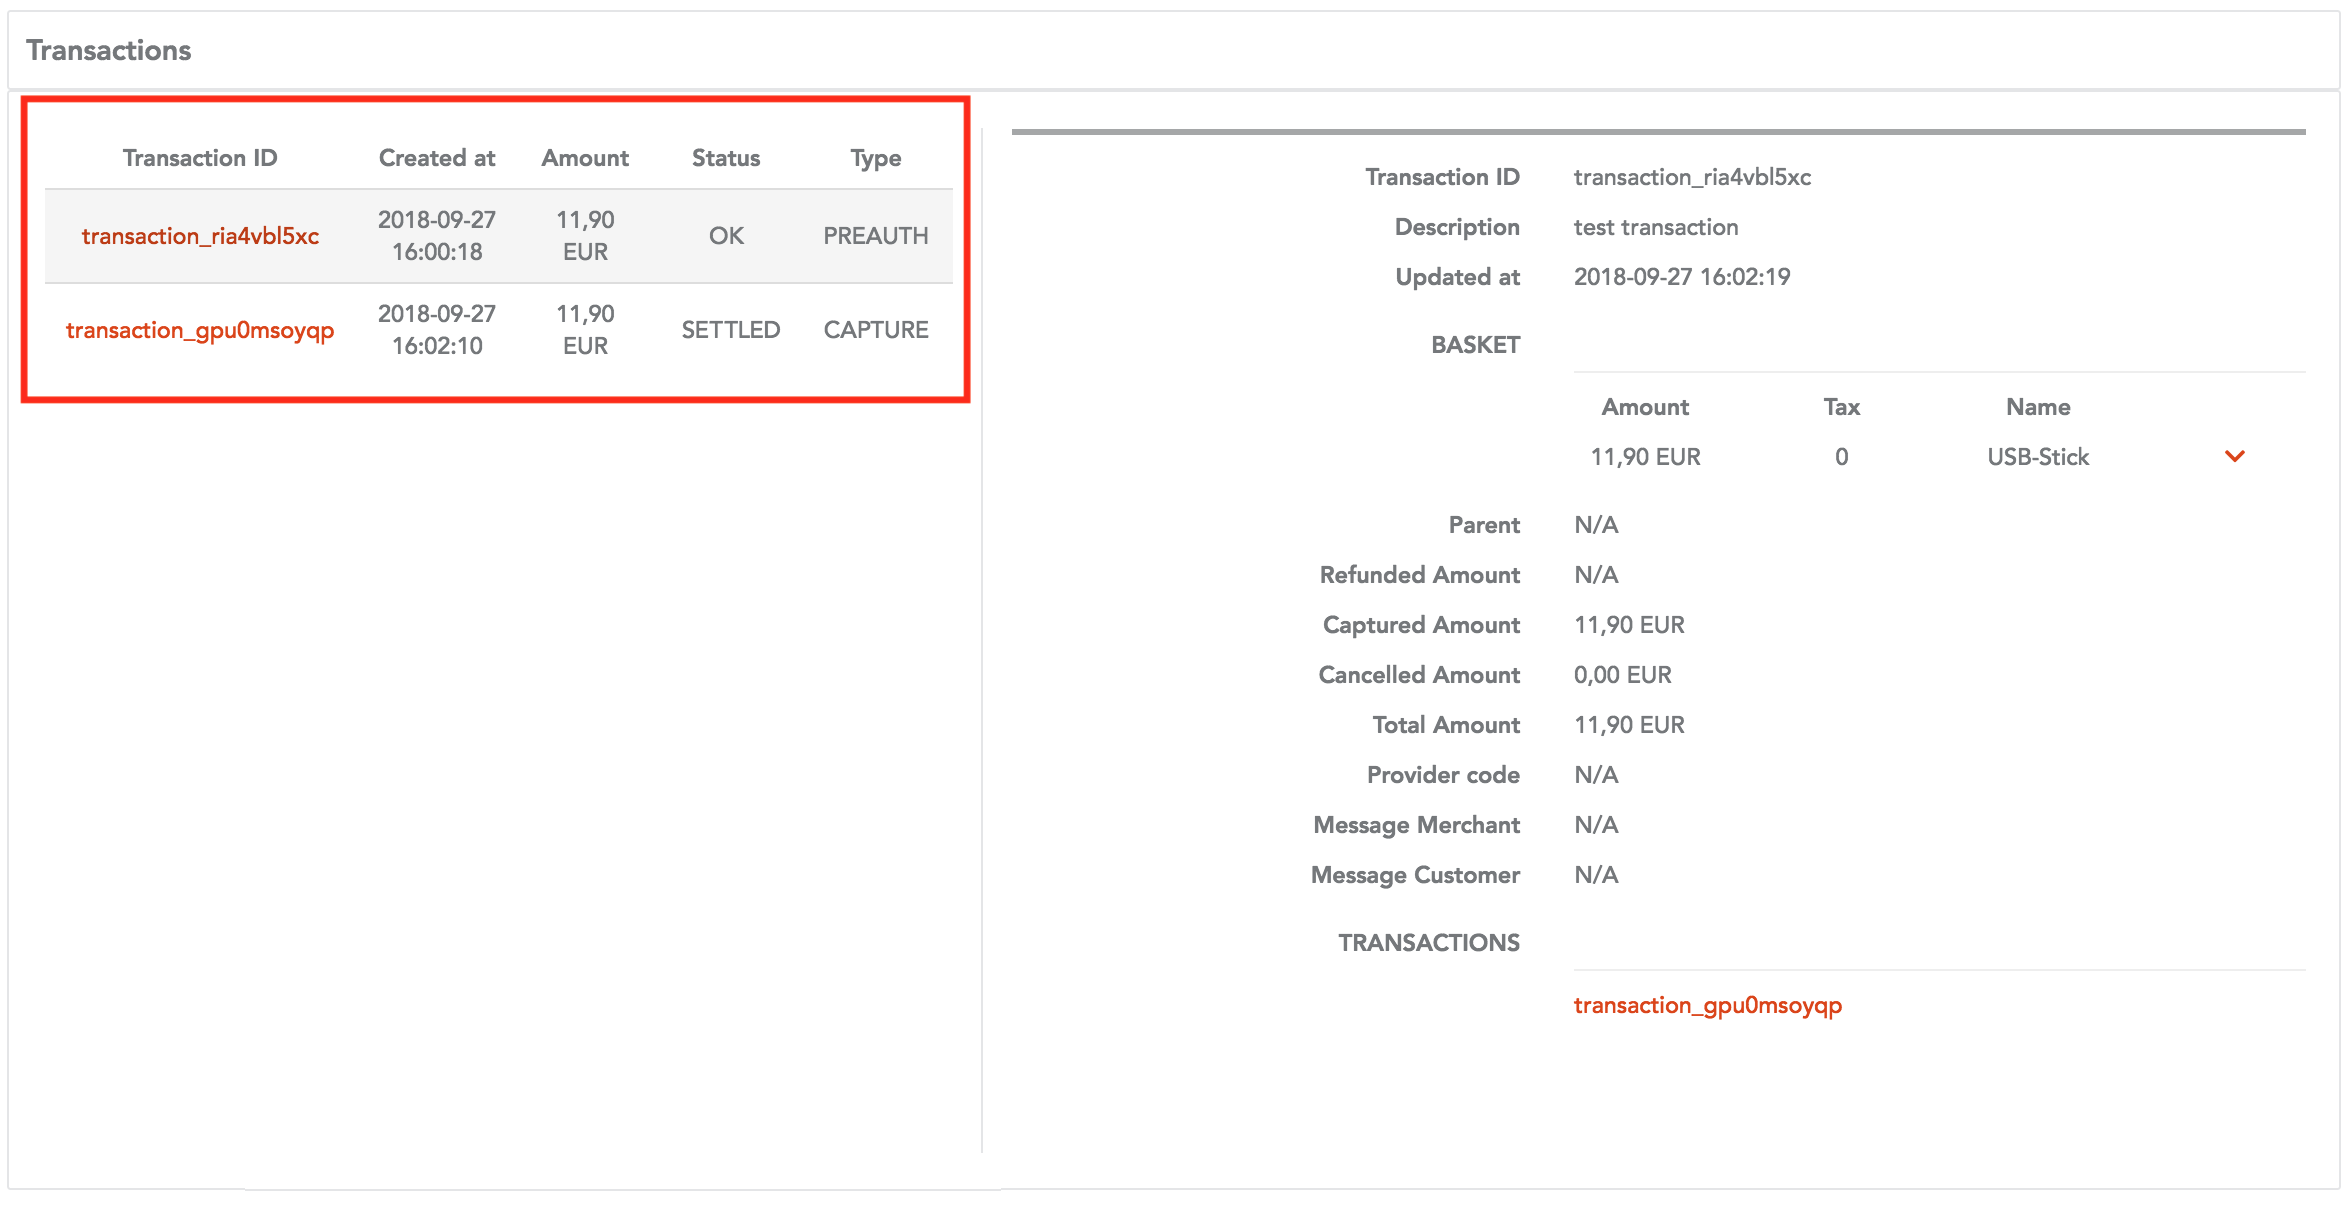 Transactions
Transaction ID Created at Amount Status Type
transaction_ria4vbl5xc 2018-09-27 16:00:18 11,90 EUR OK PREAUTH
transaction_gpu0msoyqp 2018-09-27 16:02:10 11,90 EUR SETTLED CAPTURE
Transaction ID transaction_ria4vbl5xc
Description test transaction
Updated at 2018-09-27 16:02:19
BASKET
Amount Tax Name
11,90 EUR 0 USB-Stick
Parent N/A
Refunded Amount N/A
Captured Amount 11,90 EUR
Cancelled Amount 0,00 EUR
Total Amount 11,90 EUR
Provider code N/A
Message Merchant N/A
Message Customer N/A
TRANSACTIONS
transaction_gpu0msoyqp